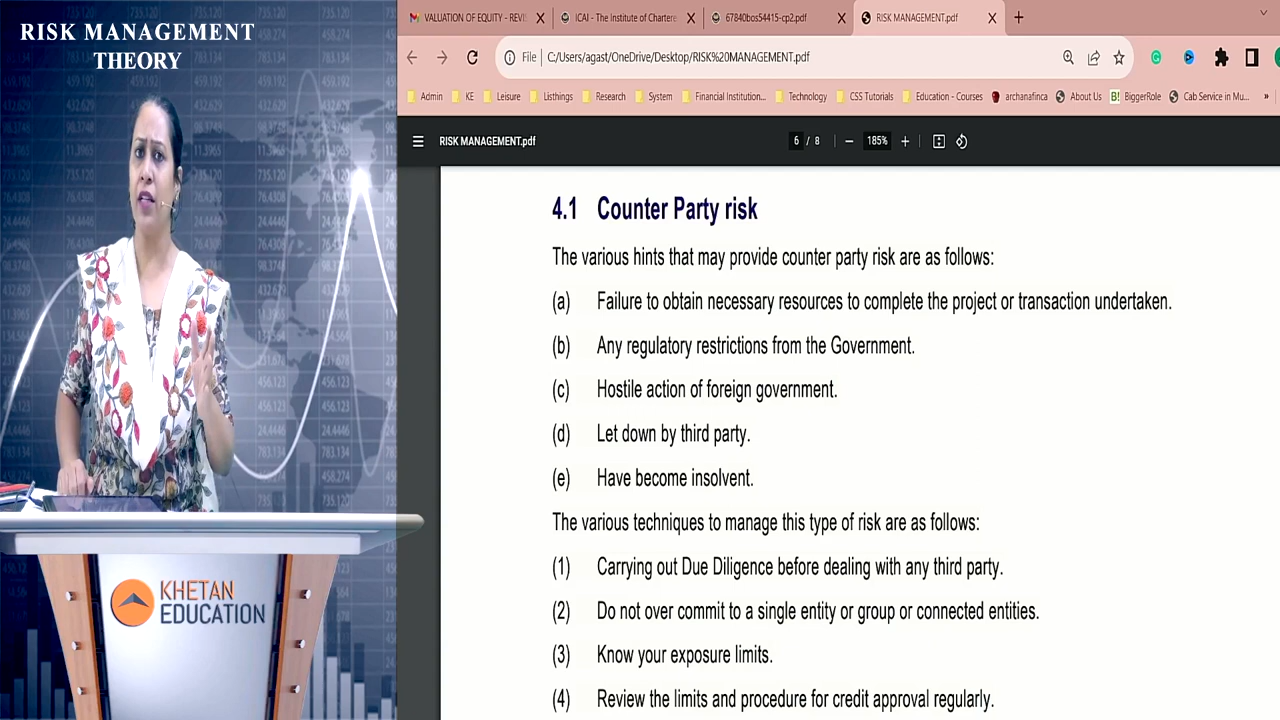 RISK MANAGEMENT
THEORY
VALUATION OF EQUITY - REVI
ICAI - The Institute of Chartere
67840bos54415-cp2.pdf
RISK MANAGEMENT.pdf
File
C:/Users/agast/OneDrive/Desktop/RISK%20MANAGEMENT.pdf
Admin
KE
Leisure
Listhings
Research
System
Financial Institution...
Technology
CSS Tutorials
Education - Courses
archanafinca
About Us
B! BiggerRole
Cab Service in Mu...
»
RISK MANAGEMENT.pdf
6 / 8
185%
4.1 Counter Party risk
The various hints that may provide counter party risk are as follows:
(a) Failure to obtain necessary resources to complete the project or transaction undertaken.
(b) Any regulatory restrictions from the Government.
(c) Hostile action of foreign government.
(d) Let down by third party.
(e) Have become insolvent.
The various techniques to manage this type of risk are as follows:
(1) Carrying out Due Diligence before dealing with any third party.
(2) Do not over commit to a single entity or group or connected entities.
(3) Know your exposure limits.
(4) Review the limits and procedure for credit approval regularly.
KHETAN
EDUCATION